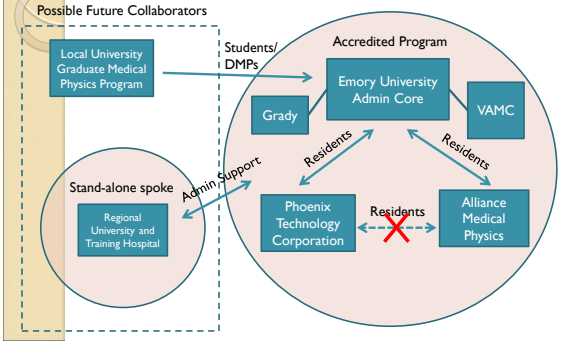 Possible Future Collaborators
Local University
Graduate Medical
Physics Program
Students/
DMPs
Accredited Program
Emory University
Admin Core
Grady
VAMC
Residents
Residents
Admin Support
Stand-alone spoke
Regional
University and
Training Hospital
Phoenix
Technology
Corporation
Residents
Alliance
Medical
Physics